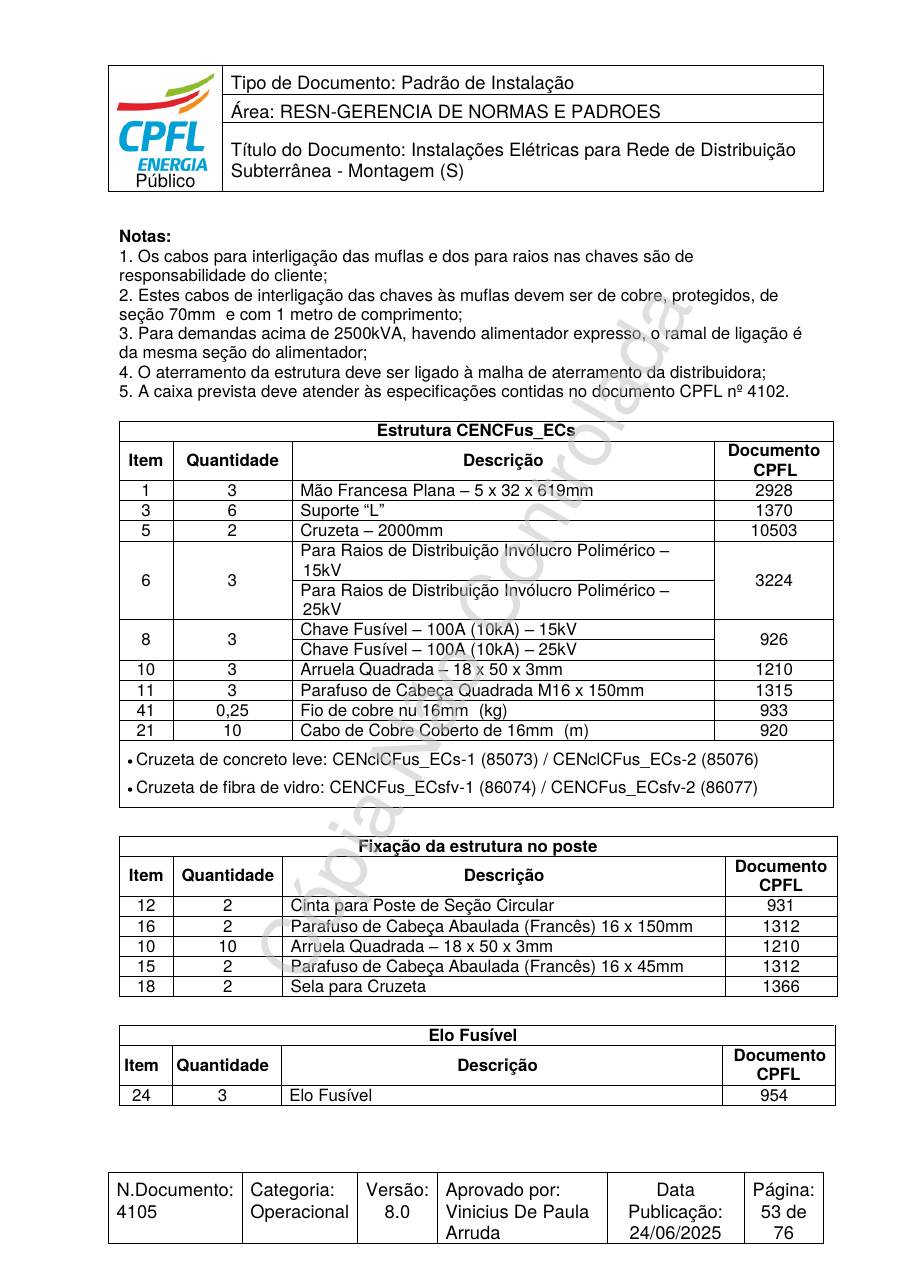 CPFL
ENERGIA
Público
Tipo de Documento: Padrão de Instalação
Área: RESN-GERENCIA DE NORMAS E PADROES
Título do Documento: Instalações Elétricas para Rede de Distribuição
Subterrânea - Montagem (S)
Notas:
1. Os cabos para interligação das muflas e dos para raios nas chaves são de
responsabilidade do cliente;
2. Estes cabos de interligação das chaves às muflas devem ser de cobre, protegidos, de
seção 70mm e com 1 metro de comprimento;
3. Para demandas acima de 2500kVA, havendo alimentador expresso, o ramal de ligação é
da mesma seção do alimentador;
4. O aterramento da estrutura deve ser ligado à malha de aterramento da distribuidora;
5. A caixa prevista deve atender às especificações contidas no documento CPFL nº 4102.
Estrutura CENCFus_ECs
Item Quantidade Descrição Documento
CPFL
1 3 Mão Francesa Plana – 5 x 32 x 619mm 2928
3 6 Suporte “L” 1370
5 2 Cruzeta – 2000mm 10503
6 3 Para Raios de Distribuição Invólucro Polimérico –
15kV
Para Raios de Distribuição Invólucro Polimérico –
25kV
3224
8 3 Chave Fusível – 100A (10kA) – 15kV
Chave Fusível – 100A (10kA) – 25kV
926
10 3 Arruela Quadrada – 18 x 50 x 3mm 1210
11 3 Parafuso de Cabeça Quadrada M16 x 150mm 1315
41 0,25 Fio de cobre nu 16mm (kg) 933
21 10 Cabo de Cobre Coberto de 16mm (m) 920
• Cruzeta de concreto leve: CENclCFus_ECs-1 (85073) / CENclCFus_ECs-2 (85076)
• Cruzeta de fibra de vidro: CENCFus_ECsfv-1 (86074) / CENCFus_ECsfv-2 (86077)
Fixação da estrutura no poste
Item Quantidade Descrição Documento
CPFL
12 2 Cinta para Poste de Seção Circular 931
16 2 Parafuso de Cabeça Abaulada (Francês) 16 x 150mm 1312
10 10 Arruela Quadrada – 18 x 50 x 3mm 1210
15 2 Parafuso de Cabeça Abaulada (Francês) 16 x 45mm 1312
18 2 Sela para Cruzeta 1366
Elo Fusível
Item Quantidade Descrição Documento
CPFL
24 3 Elo Fusível 954
Cópia Não Controlada
N.Documento: Categoria: Versão: Aprovado por: Data Página:
4105 Operacional 8.0 Vinicius De Paula Publicação: 53 de
Arruda 24/06/2025 76